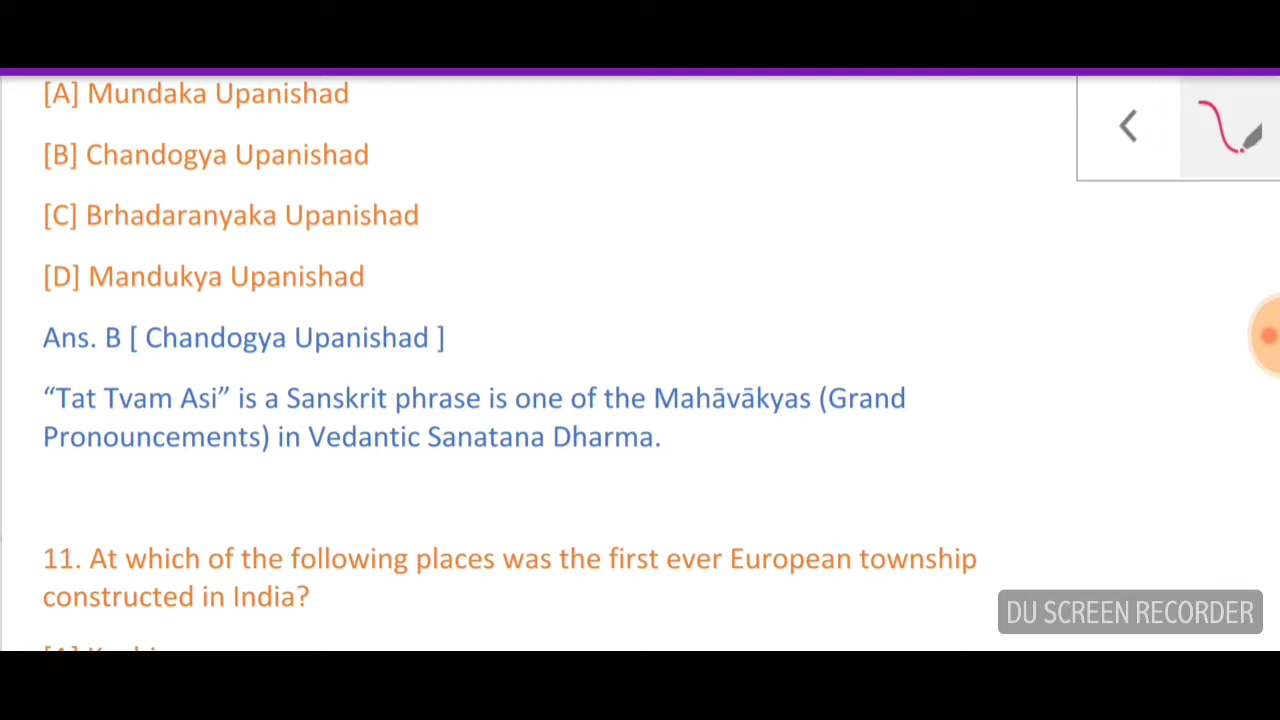 [A] Mundaka Upanishad
[B] Chandogya Upanishad
[C] Brhadaranyaka Upanishad
[D] Mandukya Upanishad
Ans. B [ Chandogya Upanishad ]
“Tat Tvam Asi” is a Sanskrit phrase is one of the Mahāvākyas (Grand
Pronouncements) in Vedantic Sanatana Dharma.
11. At which of the following places was the first ever European township
constructed in India?
DU SCREEN RECORDER
[A]